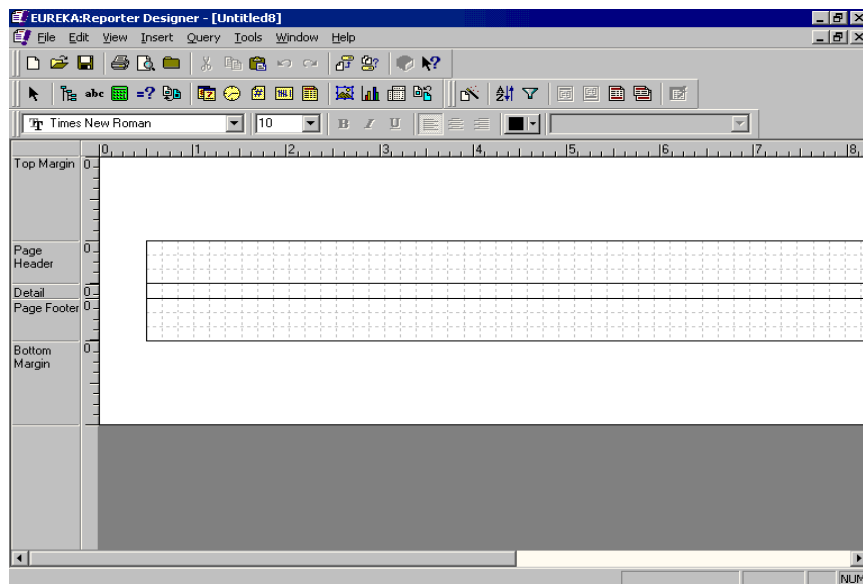 EUREKA:Reporter Designer - [Untitled8]
File Edit View Insert Query Tools Window Help
abc =?
Times New Roman 10 B I U
0 1 2 3 4 5 6 7 8
Top Margin 0
Page Header 0
Detail 0
Page Footer 0
Bottom Margin 0
NUM